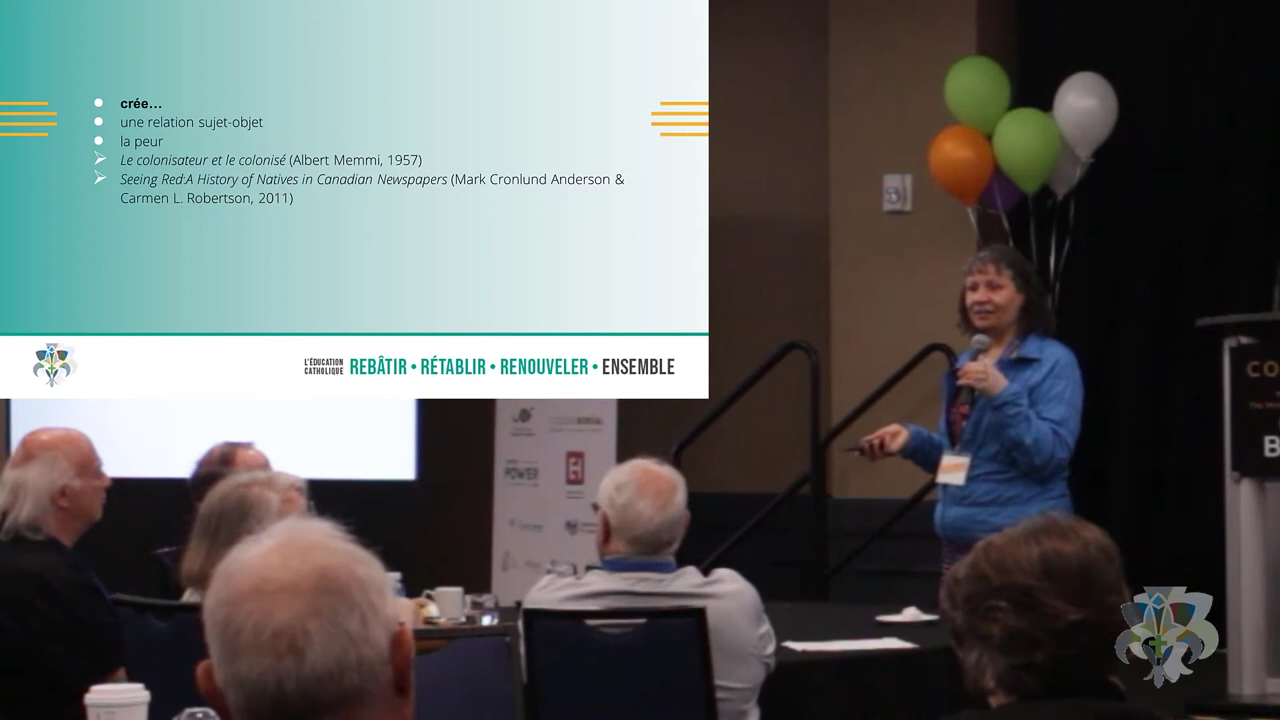 crée...
une relation sujet-objet
la peur
Le colonisateur et le colonisé (Albert Memmi, 1957)
Seeing Red:A History of Natives in Canadian Newspapers (Mark Cronlund Anderson &
Carmen L. Robertson, 2011)
L'ÉDUCATION
CATHOLIQUE
REBÂTIR • RÉTABLIR • RENOUVELER • ENSEMBLE
POWER
CO
B